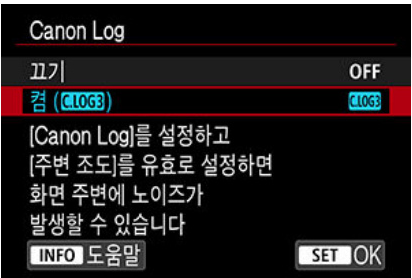 Canon Log
끄기 OFF
켬 (C.LOG3) C.LOG3
[Canon Log]를 설정하고
[주변 조도]를 유효로 설정하면
화면 주변에 노이즈가
발생할 수 있습니다
INFO 도움말 SET OK